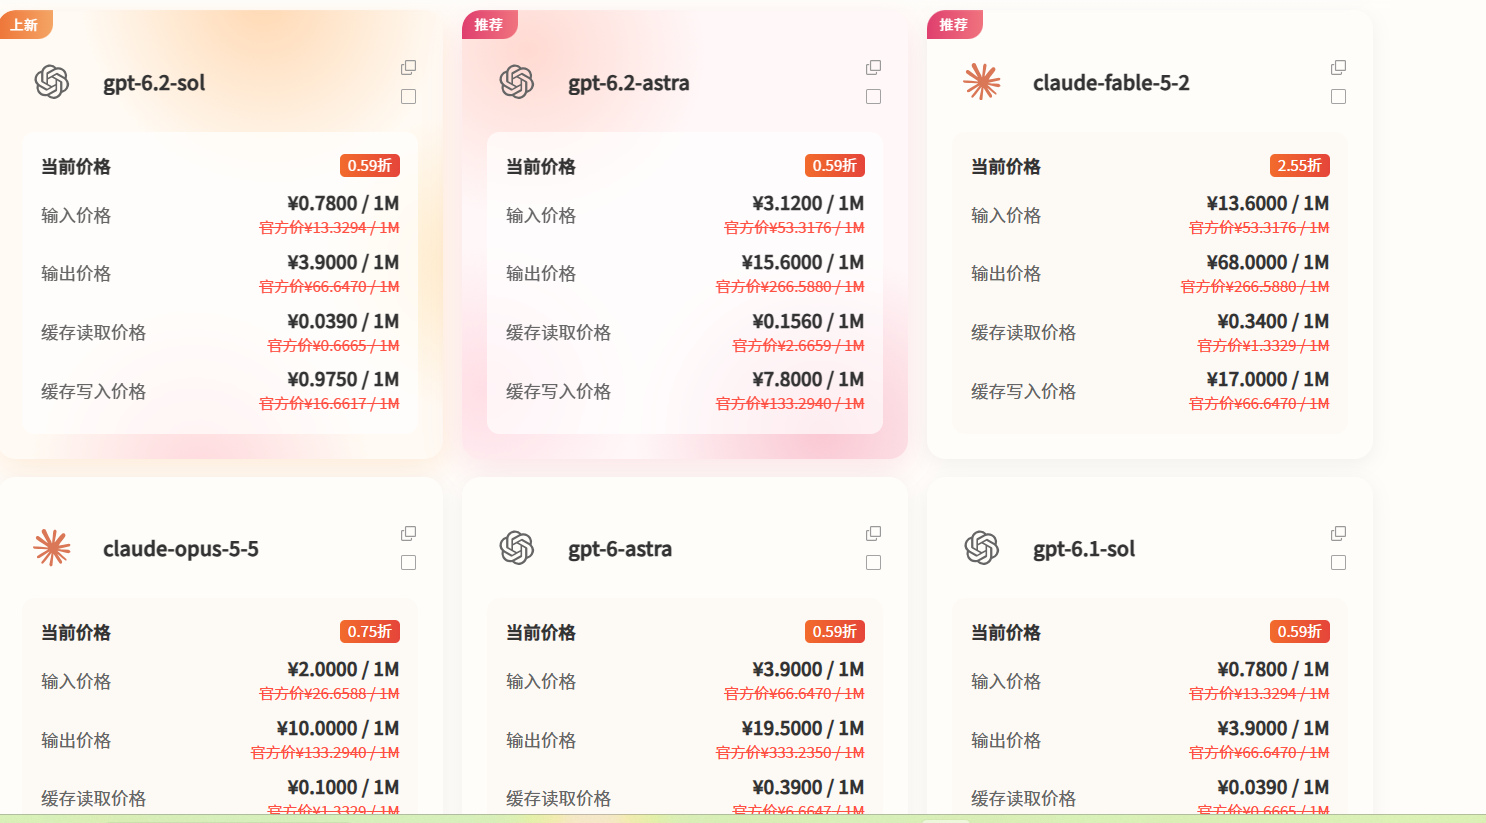 上新
gpt-6.2-sol
当前价格
0.59折
输入价格
¥0.7800 / 1M
官方价¥13.3294 / 1M
输出价格
¥3.9000 / 1M
官方价¥66.6470 / 1M
缓存读取价格
¥0.0390 / 1M
官方价¥0.6665 / 1M
缓存写入价格
¥0.9750 / 1M
官方价¥16.6617 / 1M
推荐
gpt-6.2-astra
当前价格
0.59折
输入价格
¥3.1200 / 1M
官方价¥53.3176 / 1M
输出价格
¥15.6000 / 1M
官方价¥266.5880 / 1M
缓存读取价格
¥0.1560 / 1M
官方价¥2.6659 / 1M
缓存写入价格
¥7.8000 / 1M
官方价¥133.2940 / 1M
推荐
claude-fable-5-2
当前价格
2.55折
输入价格
¥13.6000 / 1M
官方价¥53.3176 / 1M
输出价格
¥68.0000 / 1M
官方价¥266.5880 / 1M
缓存读取价格
¥0.3400 / 1M
官方价¥1.3329 / 1M
缓存写入价格
¥17.0000 / 1M
官方价¥66.6470 / 1M
claude-opus-5-5
当前价格
0.75折
输入价格
¥2.0000 / 1M
官方价¥26.6588 / 1M
输出价格
¥10.0000 / 1M
官方价¥133.2940 / 1M
缓存读取价格
¥0.1000 / 1M
官方价¥1.3329 / 1M
gpt-6-astra
当前价格
0.59折
输入价格
¥3.9000 / 1M
官方价¥66.6470 / 1M
输出价格
¥19.5000 / 1M
官方价¥333.2350 / 1M
缓存读取价格
¥0.3900 / 1M
官方价¥6.6647 / 1M
gpt-6.1-sol
当前价格
0.59折
输入价格
¥0.7800 / 1M
官方价¥13.3294 / 1M
输出价格
¥3.9000 / 1M
官方价¥66.6470 / 1M
缓存读取价格
¥0.0390 / 1M
官方价¥0.6665 / 1M